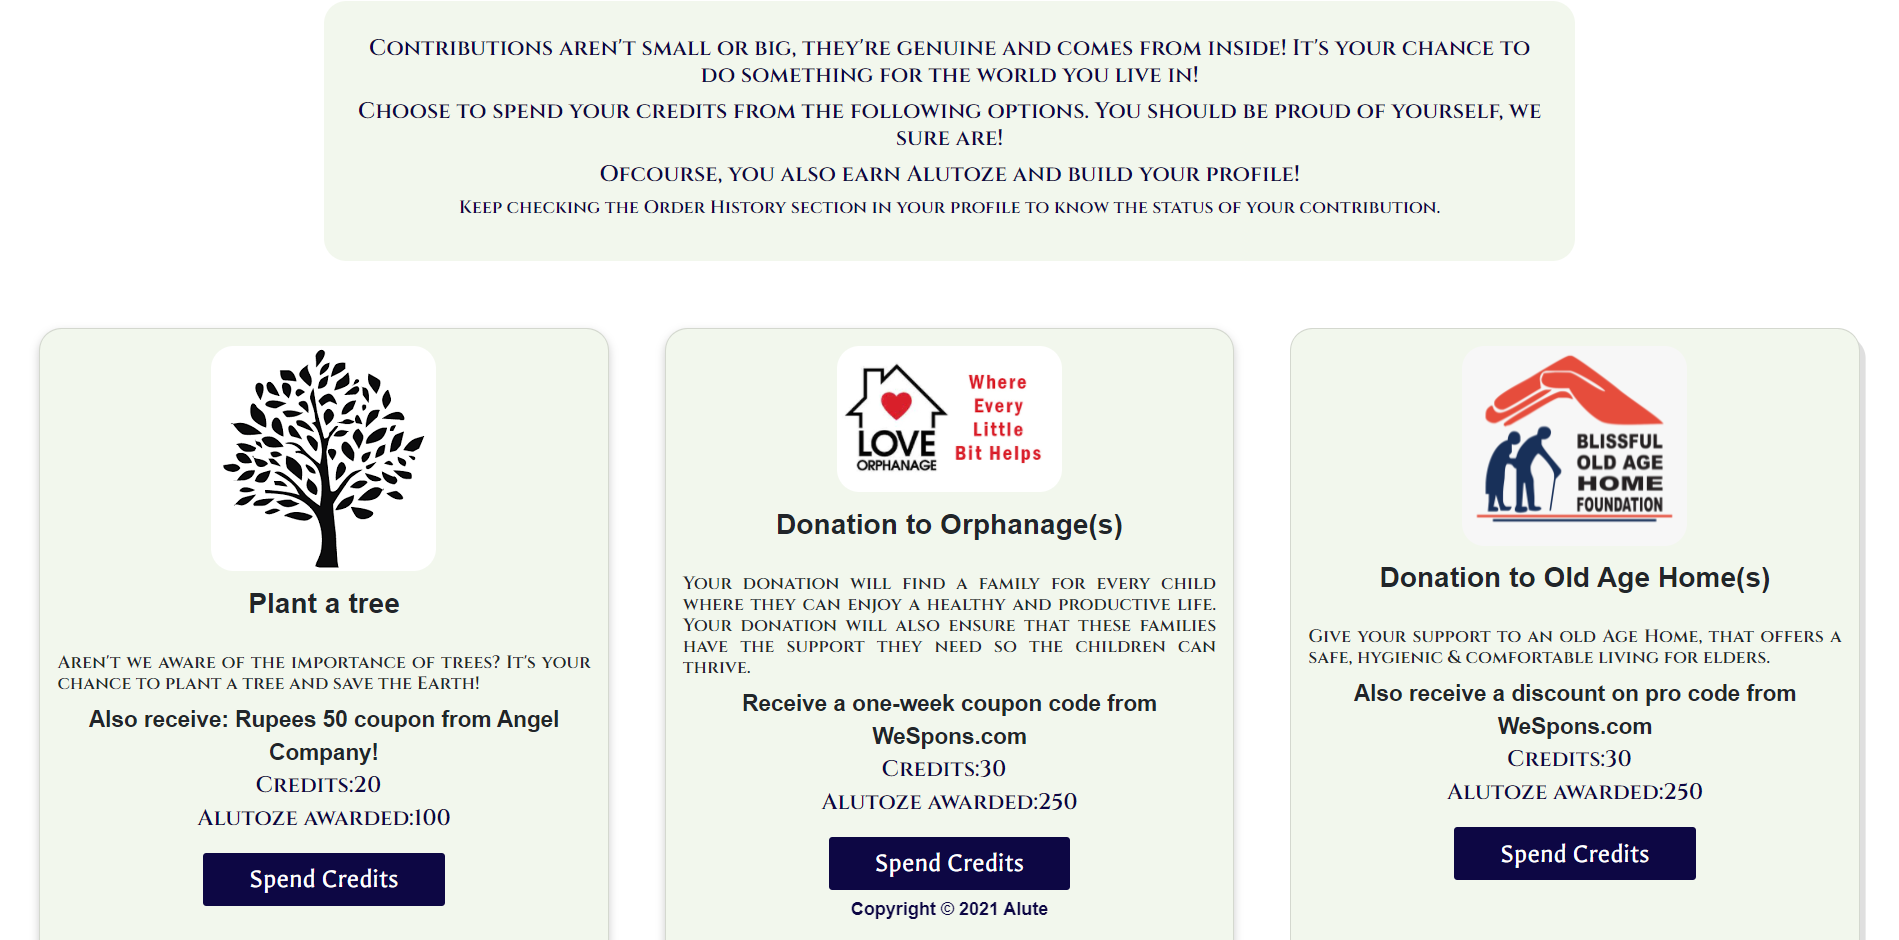 Contributions aren't small or big, they're genuine and comes from inside! It's your chance to
do something for the world you live in!
Choose to spend your credits from the following options. You should be proud of yourself, we
sure are!
Ofcourse, you also earn Alutoze and build your profile!
Keep checking the Order History section in your profile to know the status of your contribution.
Plant a tree
Aren't we aware of the importance of trees? It's your
chance to plant a tree and save the Earth!
Also receive: Rupees 50 coupon from Angel
Company!
Credits:20
Alutoze awarded:100
Spend Credits
LOVE
ORPHANAGE
Where
Every
Little
Bit Helps
Donation to Orphanage(s)
Your donation will find a family for every child
where they can enjoy a healthy and productive life.
Your donation will also ensure that these families
have the support they need so the children can
thrive.
Receive a one-week coupon code from
WeSpons.com
Credits:30
Alutoze awarded:250
Spend Credits
Copyright © 2021 Alute
BLISSFUL
OLD AGE
HOME
FOUNDATION
Donation to Old Age Home(s)
Give your support to an old Age Home, that offers a
safe, hygienic & comfortable living for elders.
Also receive a discount on pro code from
WeSpons.com
Credits:30
Alutoze awarded:250
Spend Credits